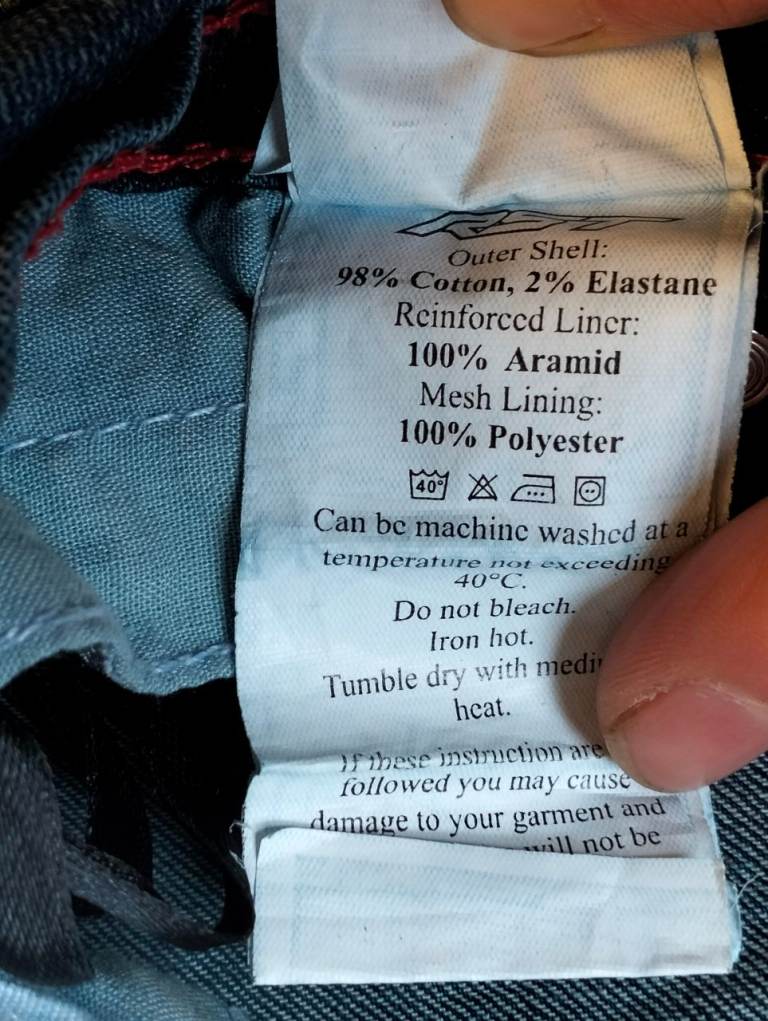 RST
Outer Shell:
98% Cotton, 2% Elastane
Reinforced Liner:
100% Aramid
Mesh Lining:
100% Polyester
40°
Can be machine washed at a
temperature not exceeding
40°C.
Do not bleach.
Iron hot.
Tumble dry with
heat.
If these instruction are
followed you may cause
damage to your garment and
will not be